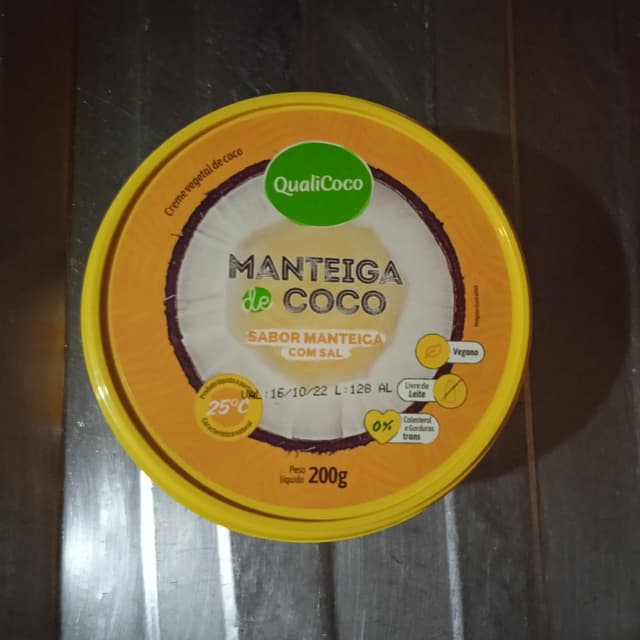 Creme vegetal de coco
QualiCoco
MANTEIGA
de COCO
SABOR MANTEIGA
COM SAL
Vegano
VAL:16/10/22 L:128 AL
Livre de
Leite
25°C
0%
Colesterol
e Gorduras
trans
Peso
líquido 200g